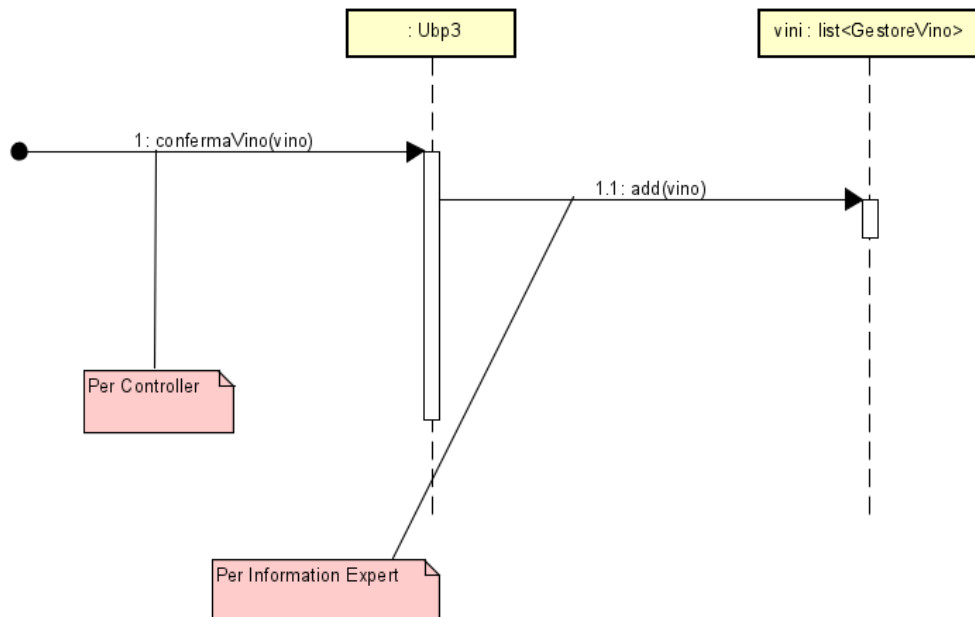 : Ubp3
vini : list<GestoreVino>
1: confermaVino(vino)
1.1: add(vino)
Per Controller
Per Information Expert